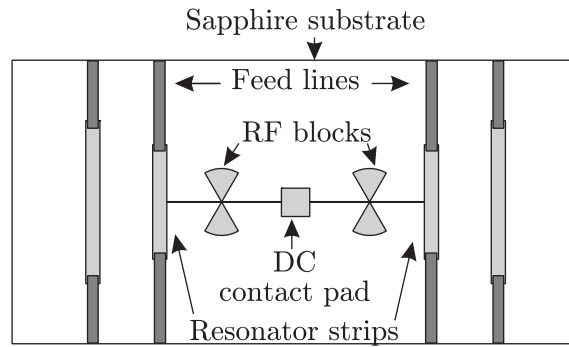 Sapphire substrate
Feed lines
RF blocks
DC
contact pad
Resonator strips